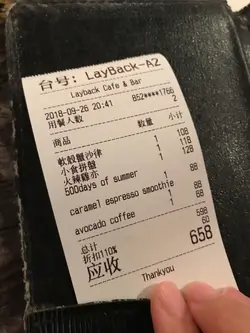 台号: LayBack-A2
Layback Cafe & Bar
2018-09-26 20:41 852****1766
用餐人数 2
商品 数量 小计
軟殼蟹沙律 1 108
小食拼盤 1 118
火辣雞亦 1 128
500days of summer 1 88
caramel espresso smoothie 1 88
avocado coffee 1 68
总计 598
折扣110% 60
应收 658
Thankyou